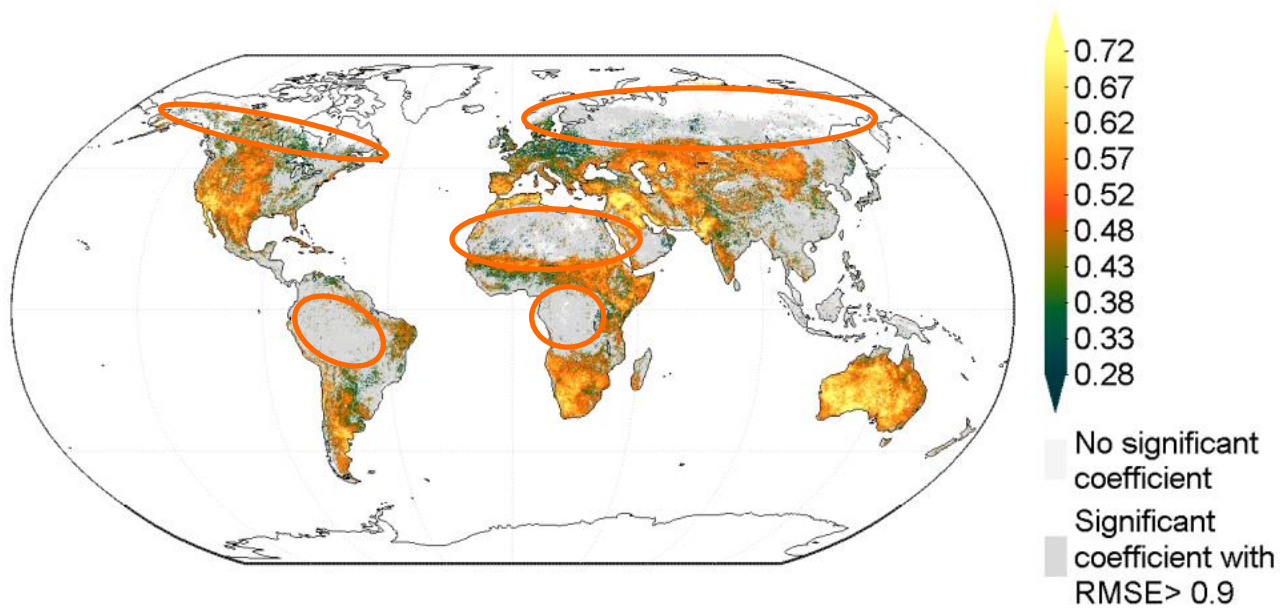 0.72
0.67
0.62
0.57
0.52
0.48
0.43
0.38
0.33
0.28
No significant
coefficient
Significant
coefficient with
RMSE> 0.9